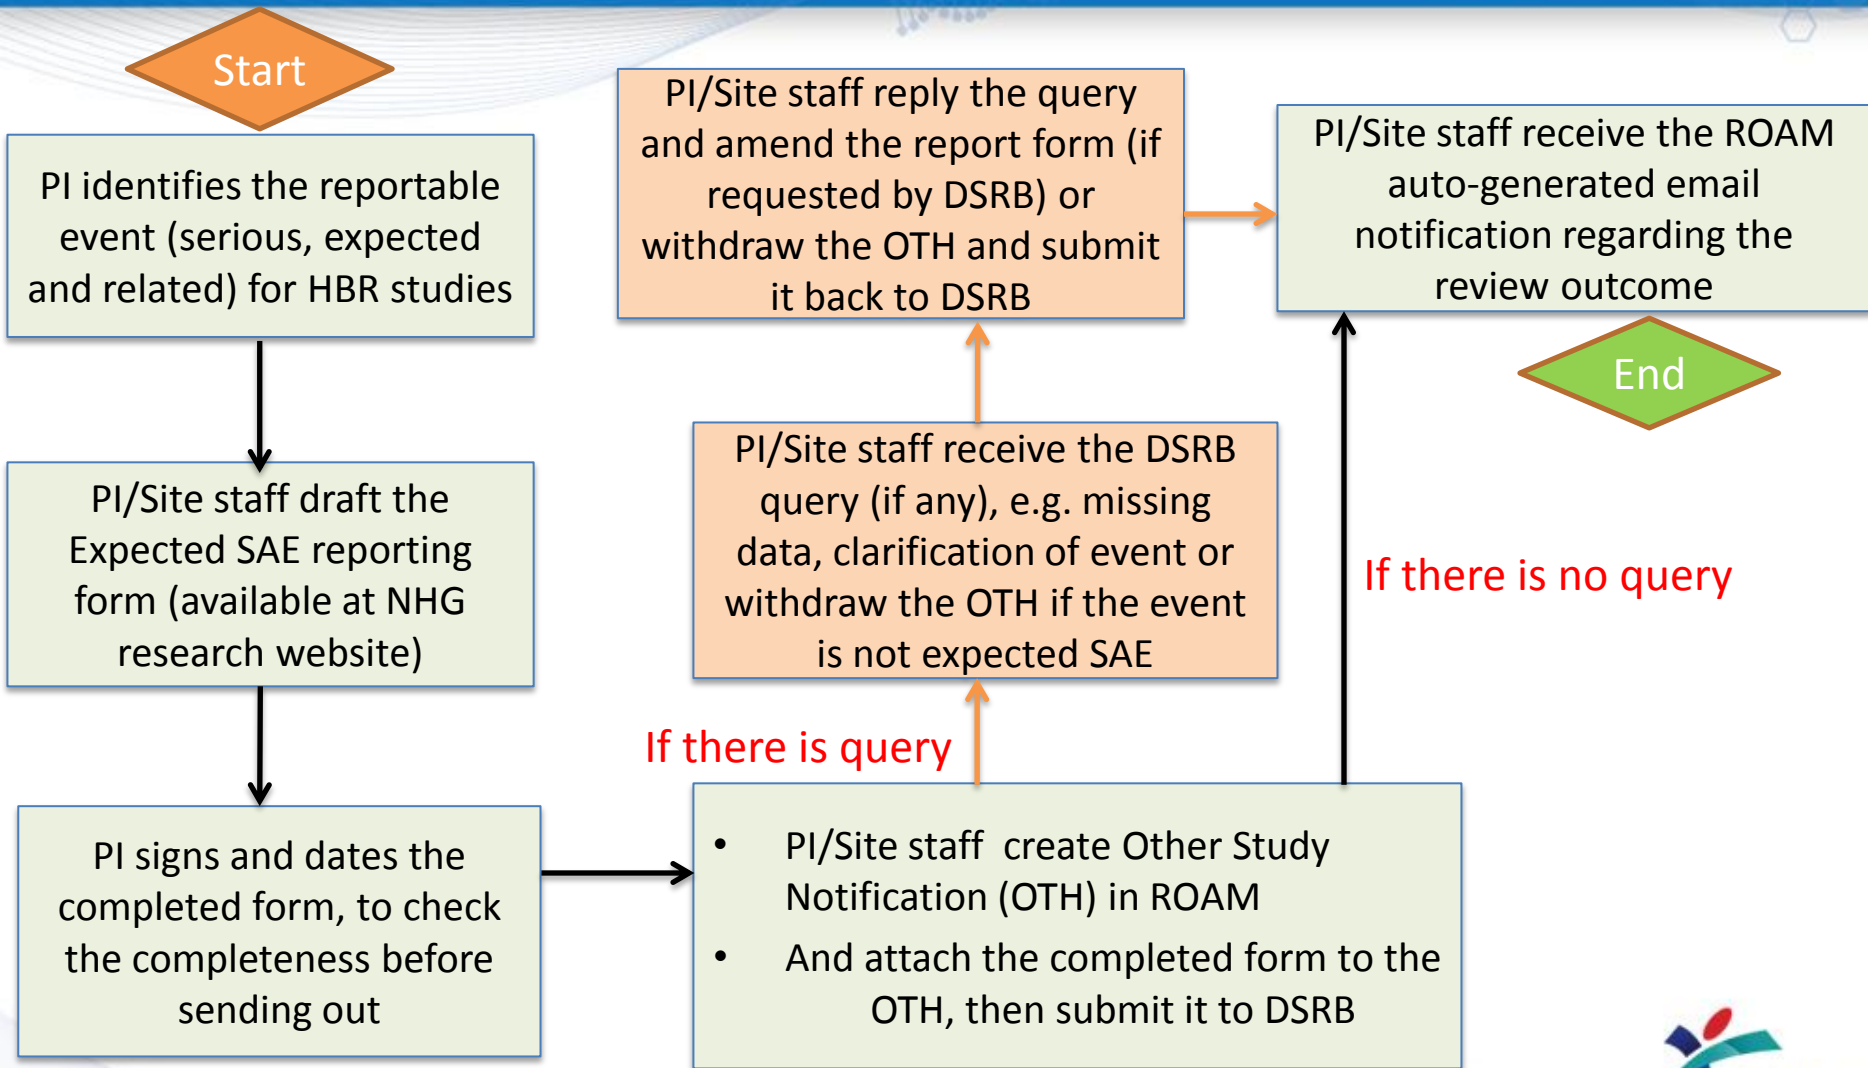 Start
PI identifies the reportable
event (serious, expected
and related) for HBR studies
PI/Site staff draft the
Expected SAE reporting
form (available at NHG
research website)
PI signs and dates the
completed form, to check
the completeness before
sending out
• PI/Site staff create Other Study
Notification (OTH) in ROAM
• And attach the completed form to the
OTH, then submit it to DSRB
If there is query
PI/Site staff receive the DSRB
query (if any), e.g. missing
data, clarification of event or
withdraw the OTH if the event
is not expected SAE
PI/Site staff reply the query
and amend the report form (if
requested by DSRB) or
withdraw the OTH and submit
it back to DSRB
If there is no query
PI/Site staff receive the ROAM
auto-generated email
notification regarding the
review outcome
End